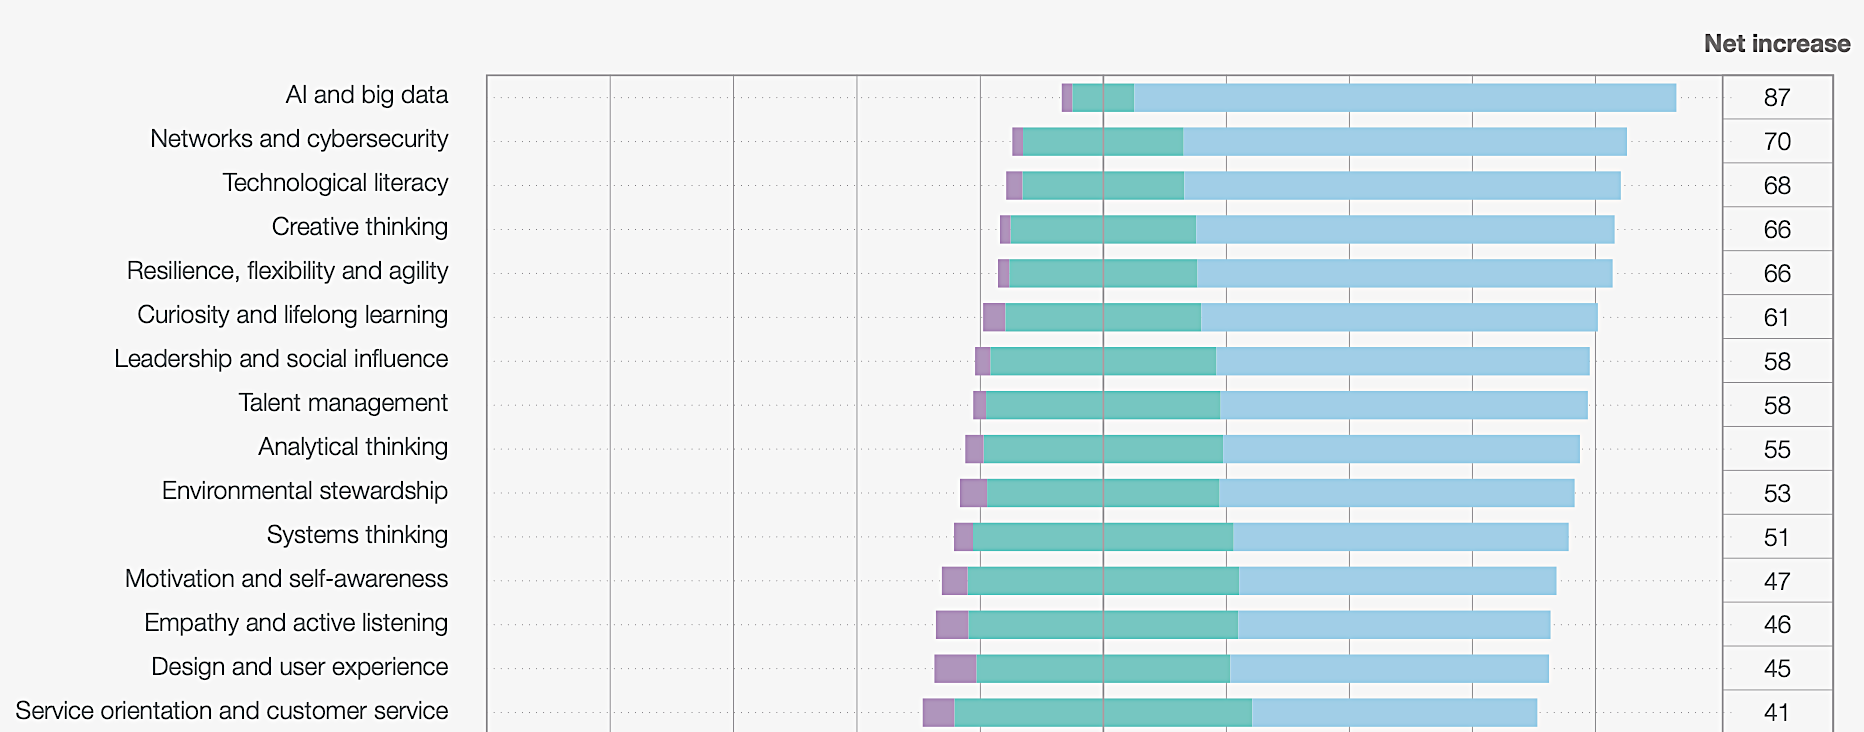 Net increase
AI and big data 87
Networks and cybersecurity 70
Technological literacy 68
Creative thinking 66
Resilience, flexibility and agility 66
Curiosity and lifelong learning 61
Leadership and social influence 58
Talent management 58
Analytical thinking 55
Environmental stewardship 53
Systems thinking 51
Motivation and self-awareness 47
Empathy and active listening 46
Design and user experience 45
Service orientation and customer service 41